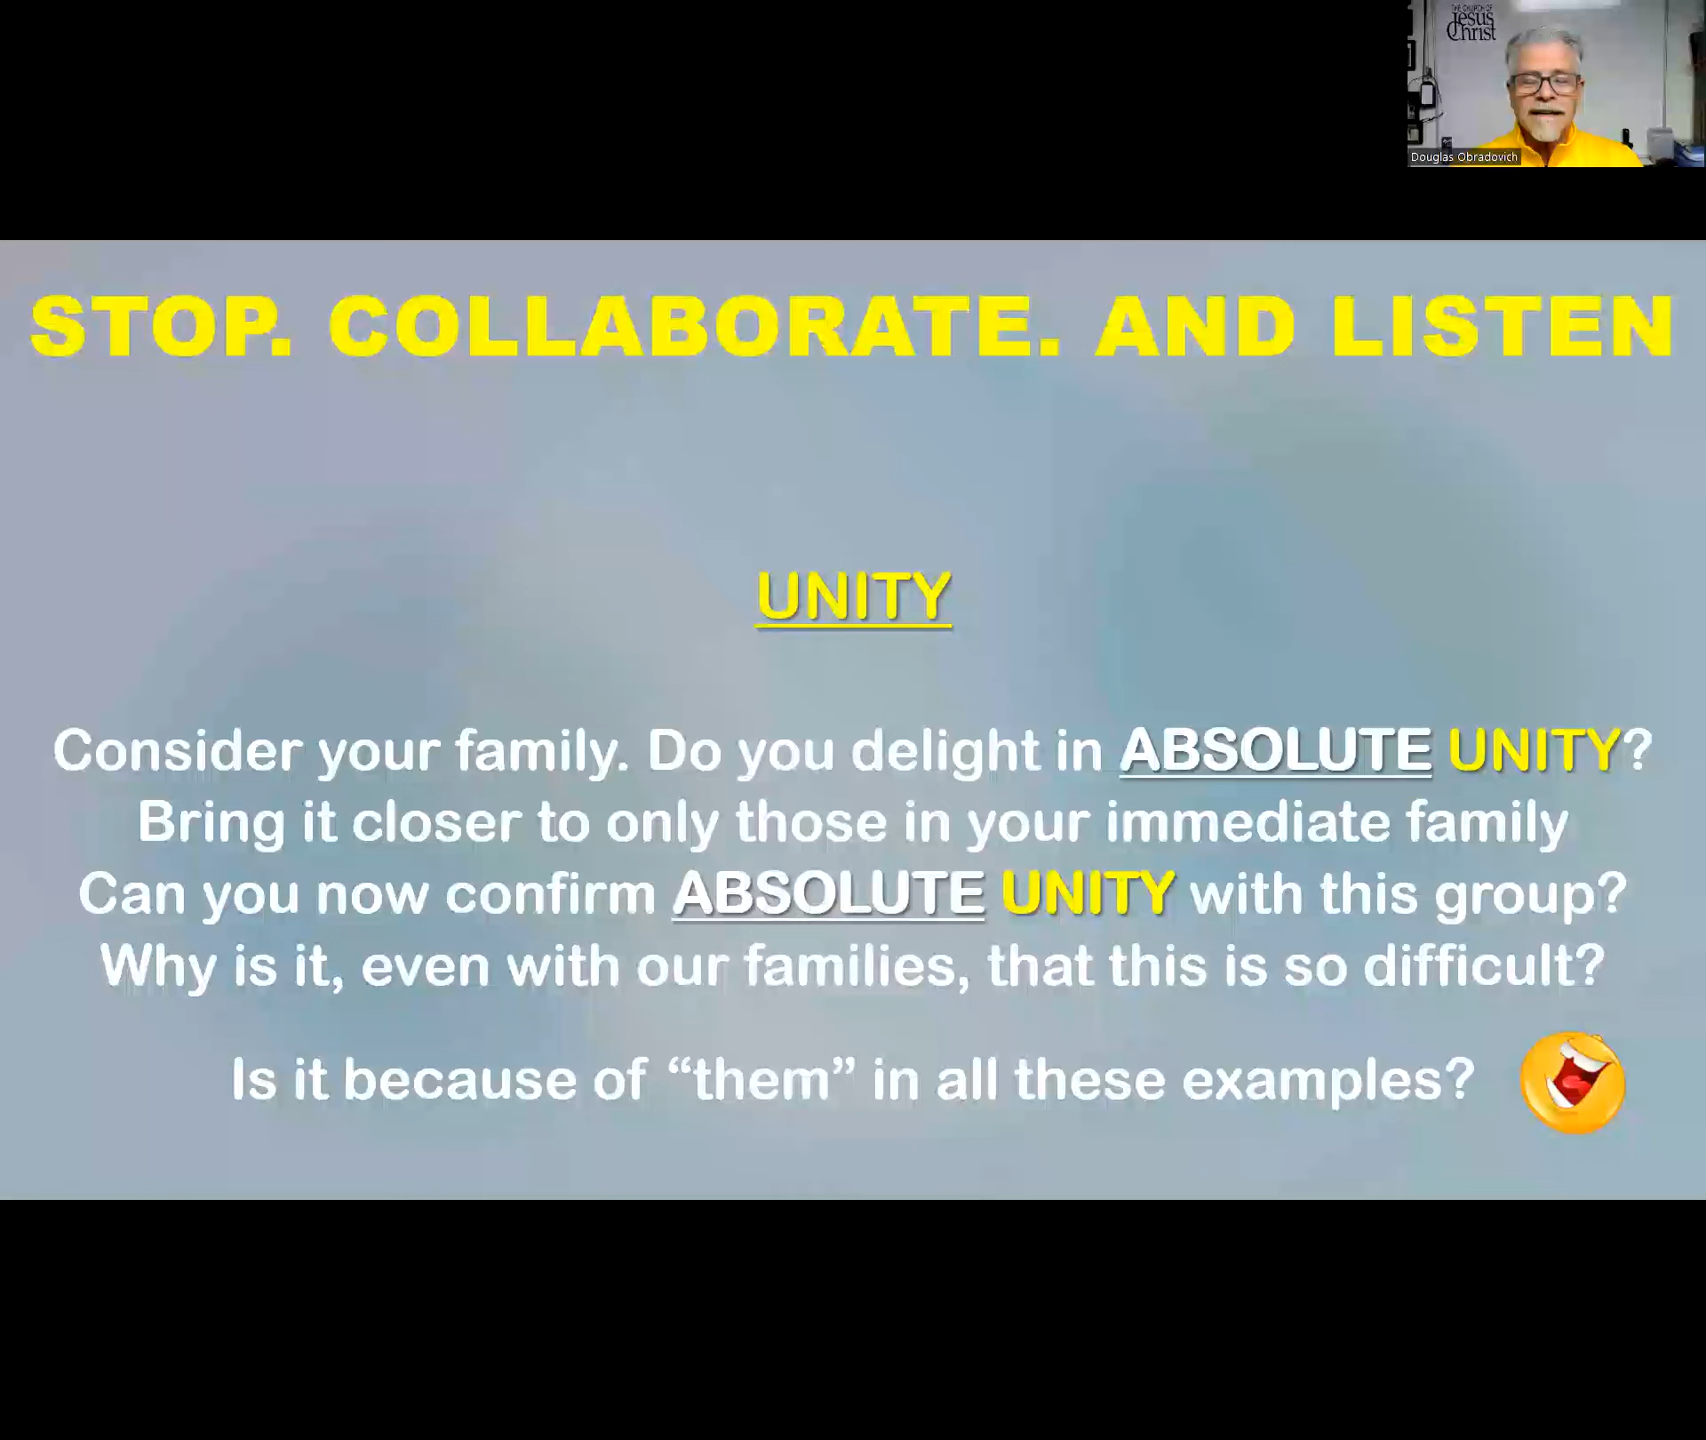 THE CHURCH OF
Jesus
Christ
Douglas Obradovich
STOP. COLLABORATE. AND LISTEN
UNITY
Consider your family. Do you delight in ABSOLUTE UNITY?
Bring it closer to only those in your immediate family
Can you now confirm ABSOLUTE UNITY with this group?
Why is it, even with our families, that this is so difficult?
Is it because of “them” in all these examples?